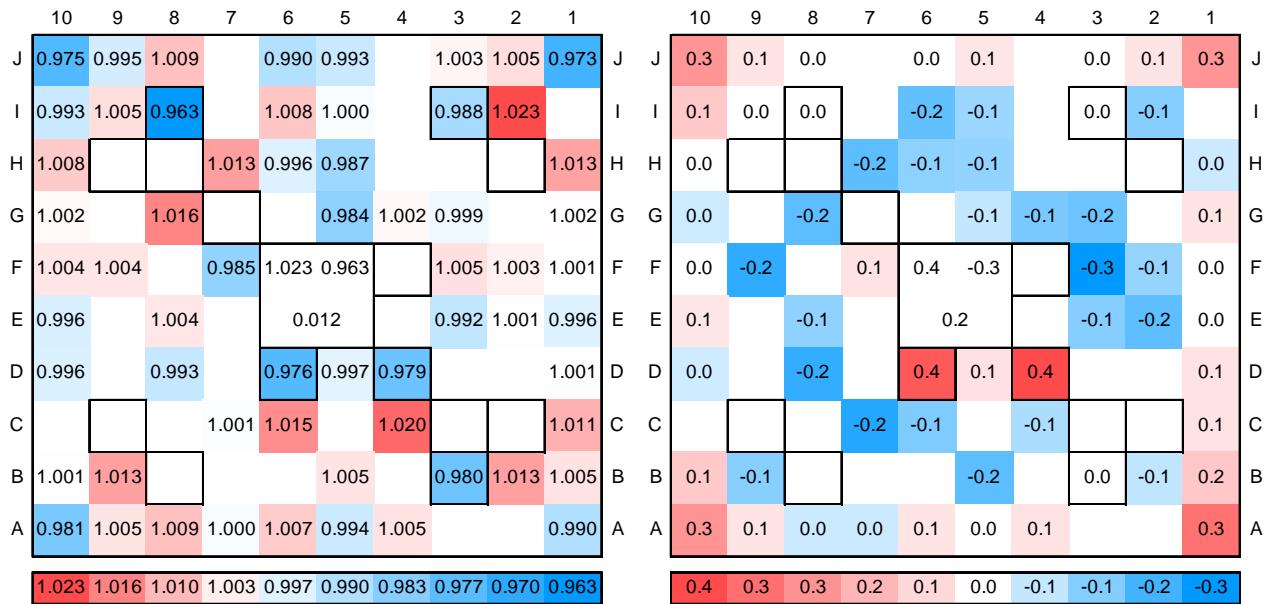 10 9 8 7 6 5 4 3 2 1 10 9 8 7 6 5 4 3 2 1
J 0.975 0.995 1.009 0.990 0.993 1.003 1.005 0.973 J J 0.3 0.1 0.0 0.0 0.1 0.0 0.1 0.3 J
I 0.993 1.005 0.963 1.008 1.000 0.988 1.023 I I 0.1 0.0 0.0 -0.2 -0.1 0.0 -0.1 I
H 1.008 1.013 0.996 0.987 1.013 H H 0.0 -0.2 -0.1 -0.1 0.0 H
G 1.002 1.016 0.984 1.002 0.999 1.002 G G 0.0 -0.2 -0.1 -0.1 -0.2 0.1 G
F 1.004 1.004 0.985 1.023 0.963 1.005 1.003 1.001 F F 0.0 -0.2 0.1 0.4 -0.3 -0.3 -0.1 0.0 F
E 0.996 1.004 0.012 0.992 1.001 0.996 E E 0.1 -0.1 0.2 -0.1 -0.2 0.0 E
D 0.996 0.993 0.976 0.997 0.979 1.001 D D 0.0 -0.2 0.4 0.1 0.4 0.1 D
C 1.001 1.015 1.020 1.011 C C -0.2 -0.1 -0.1 0.1 C
B 1.001 1.013 1.005 0.980 1.013 1.005 B B 0.1 -0.1 -0.2 0.0 -0.1 0.2 B
A 0.981 1.005 1.009 1.000 1.007 0.994 1.005 0.990 A A 0.3 0.1 0.0 0.0 0.1 0.0 0.1 0.3 A
1.023 1.016 1.010 1.003 0.997 0.990 0.983 0.977 0.970 0.963 0.4 0.3 0.3 0.2 0.1 0.0 -0.1 -0.1 -0.2 -0.3